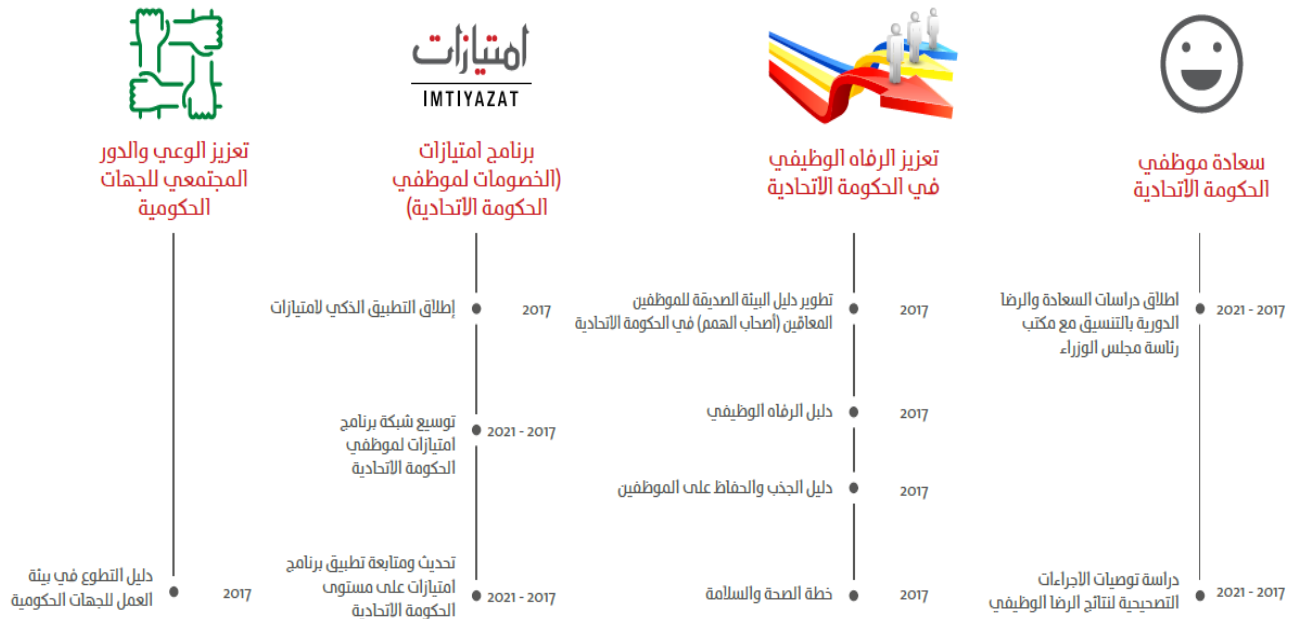 سعادة موظفي
الحكومة الاتحادية
2017 - 2021
اطلاق دراسات السعادة والرضا
الدورية بالتنسيق مع مكتب
رئاسة مجلس الوزراء
2017 - 2021
دراسة توصيات الاجراءات
التصحيحية لنتائج الرضا الوظيفي
تعزيز الرفاه الوظيفي
في الحكومة الاتحادية
2017
تطوير دليل البيئة الصديقة للموظفين
المعاقين (أصحاب الهمم) في الحكومة الاتحادية
2017
دلبل الرفاه الوظيفي
2017
دليل الجذب والحفاظ على الموظفين
2017
خطة الصحة والسلامة
امتيازات
IMTIYAZAT
برنامج امتيازات
(الخصومات لموظفي
الحكومة الاتحادية)
2017
إطلاق التطبيق الذكي لامتيازات
2017 - 2021
توسيع شبكة برنامج
امتيازات لموظفي
الحكومة الاتحادية
2017 - 2021
تحديث ومتابعة تطبيق برنامج
امتيازات على مستوى
الحكومة الاتحادية
تعزيز الوعي والدور
المجتمعي للجهات
الحكومية
2017
دليل التطوع في بيئة
العمل للجهات الحكومية